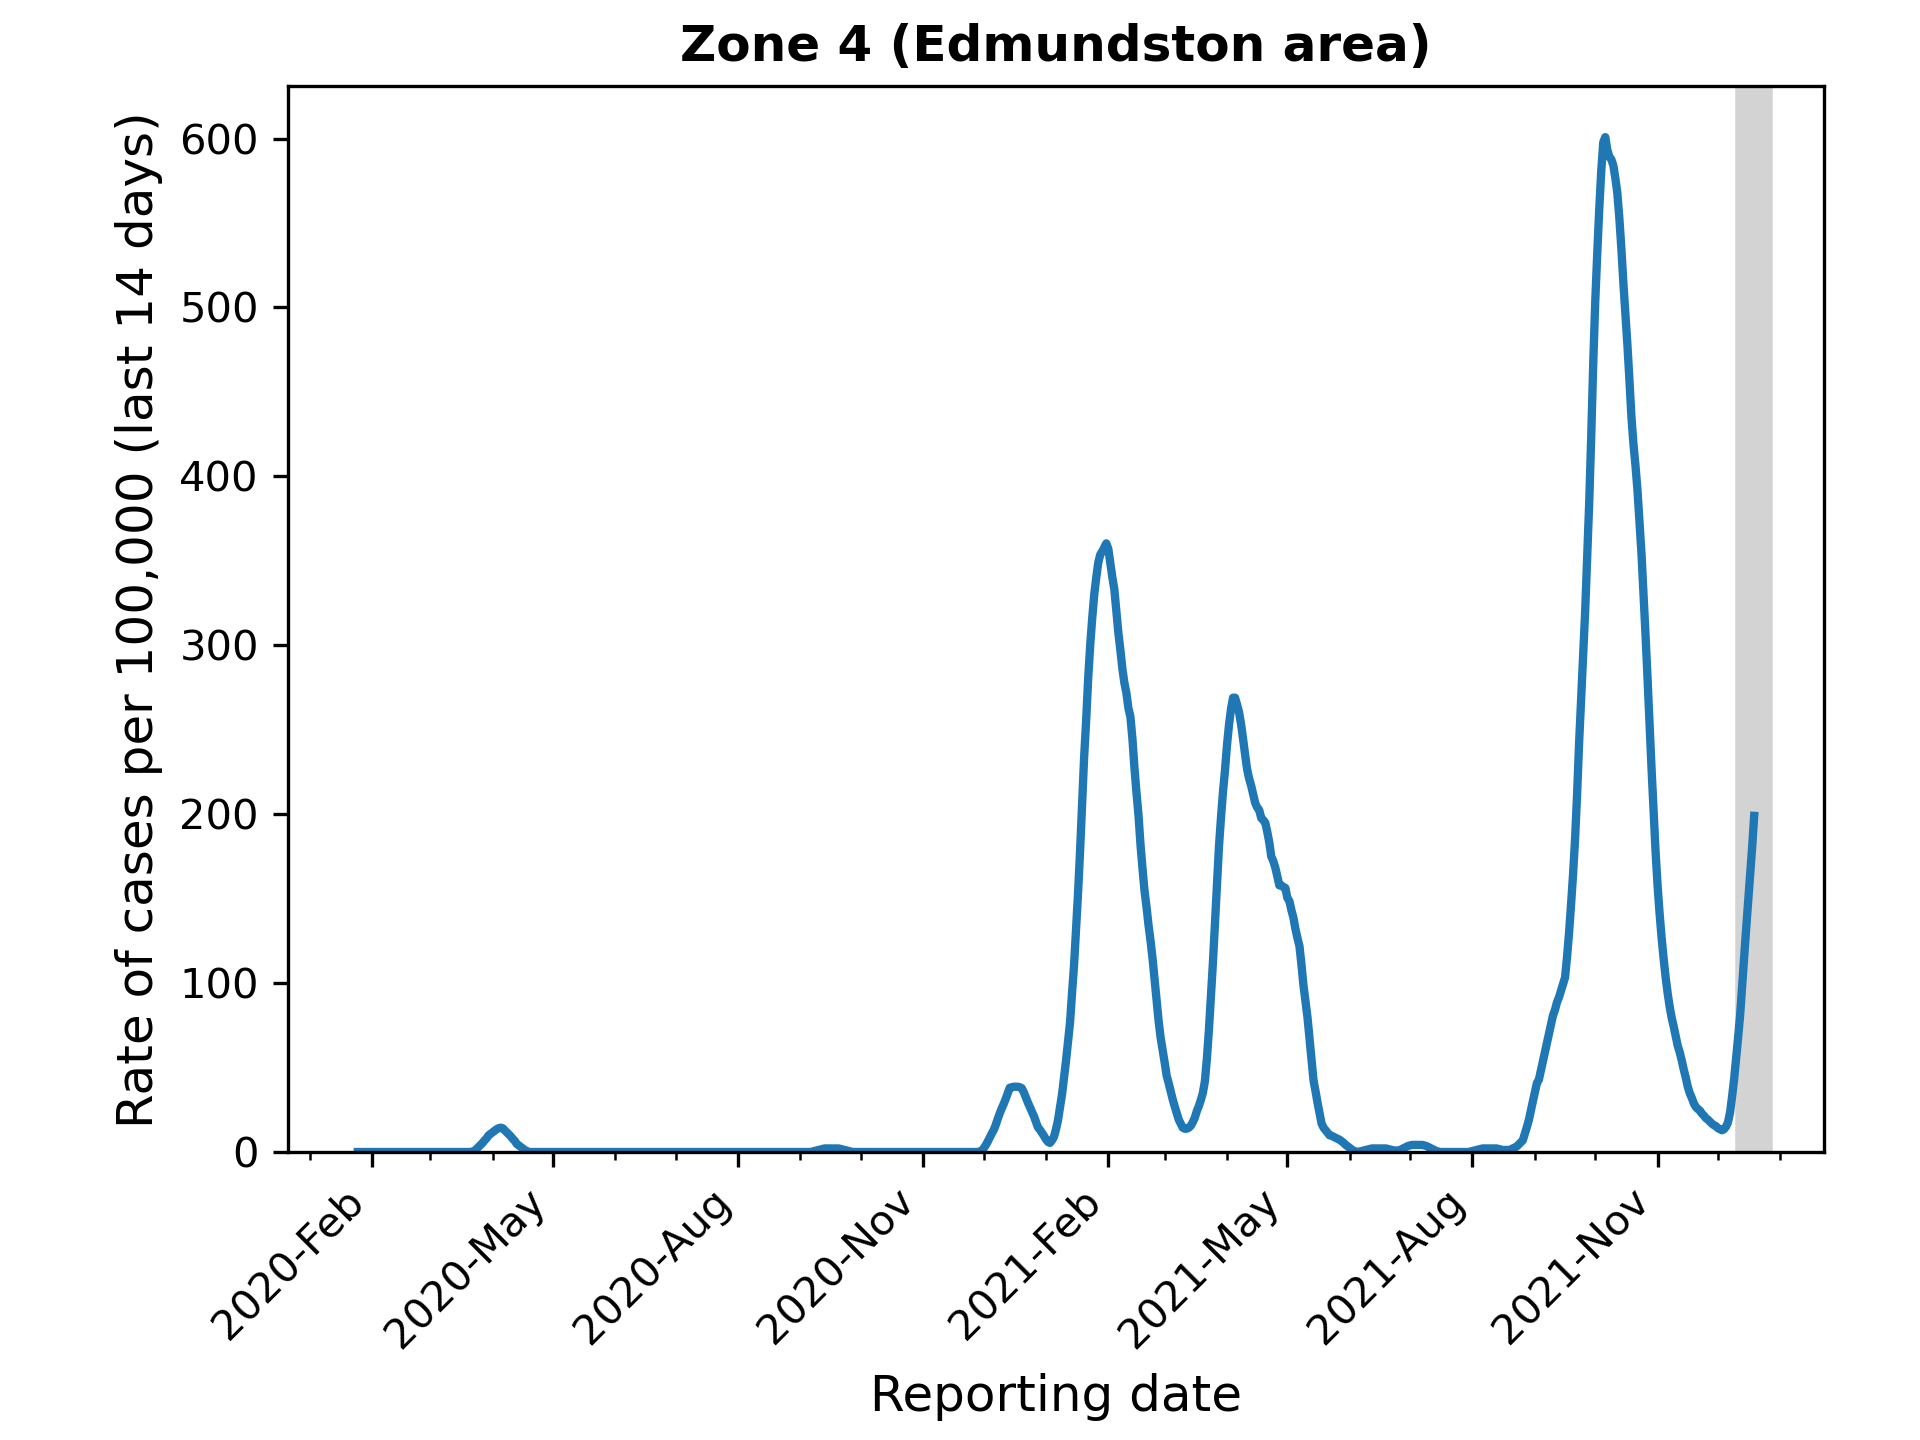 Zone 4 (Edmundston area)
Rate of cases per 100,000 (last 14 days)
600
500
400
300
200
100
0
2020-Feb
2020-May
2020-Aug
2020-Nov
2021-Feb
2021-May
2021-Aug
2021-Nov
Reporting date